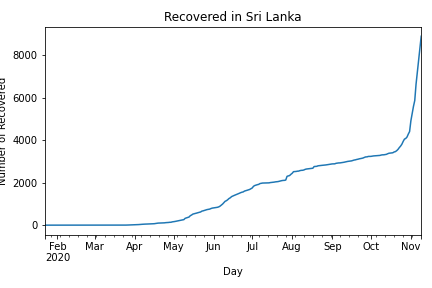 Recovered in Sri Lanka
Number of Recovered
8000
6000
4000
2000
0
Feb Mar Apr May Jun Jul Aug Sep Oct Nov
2020
Day